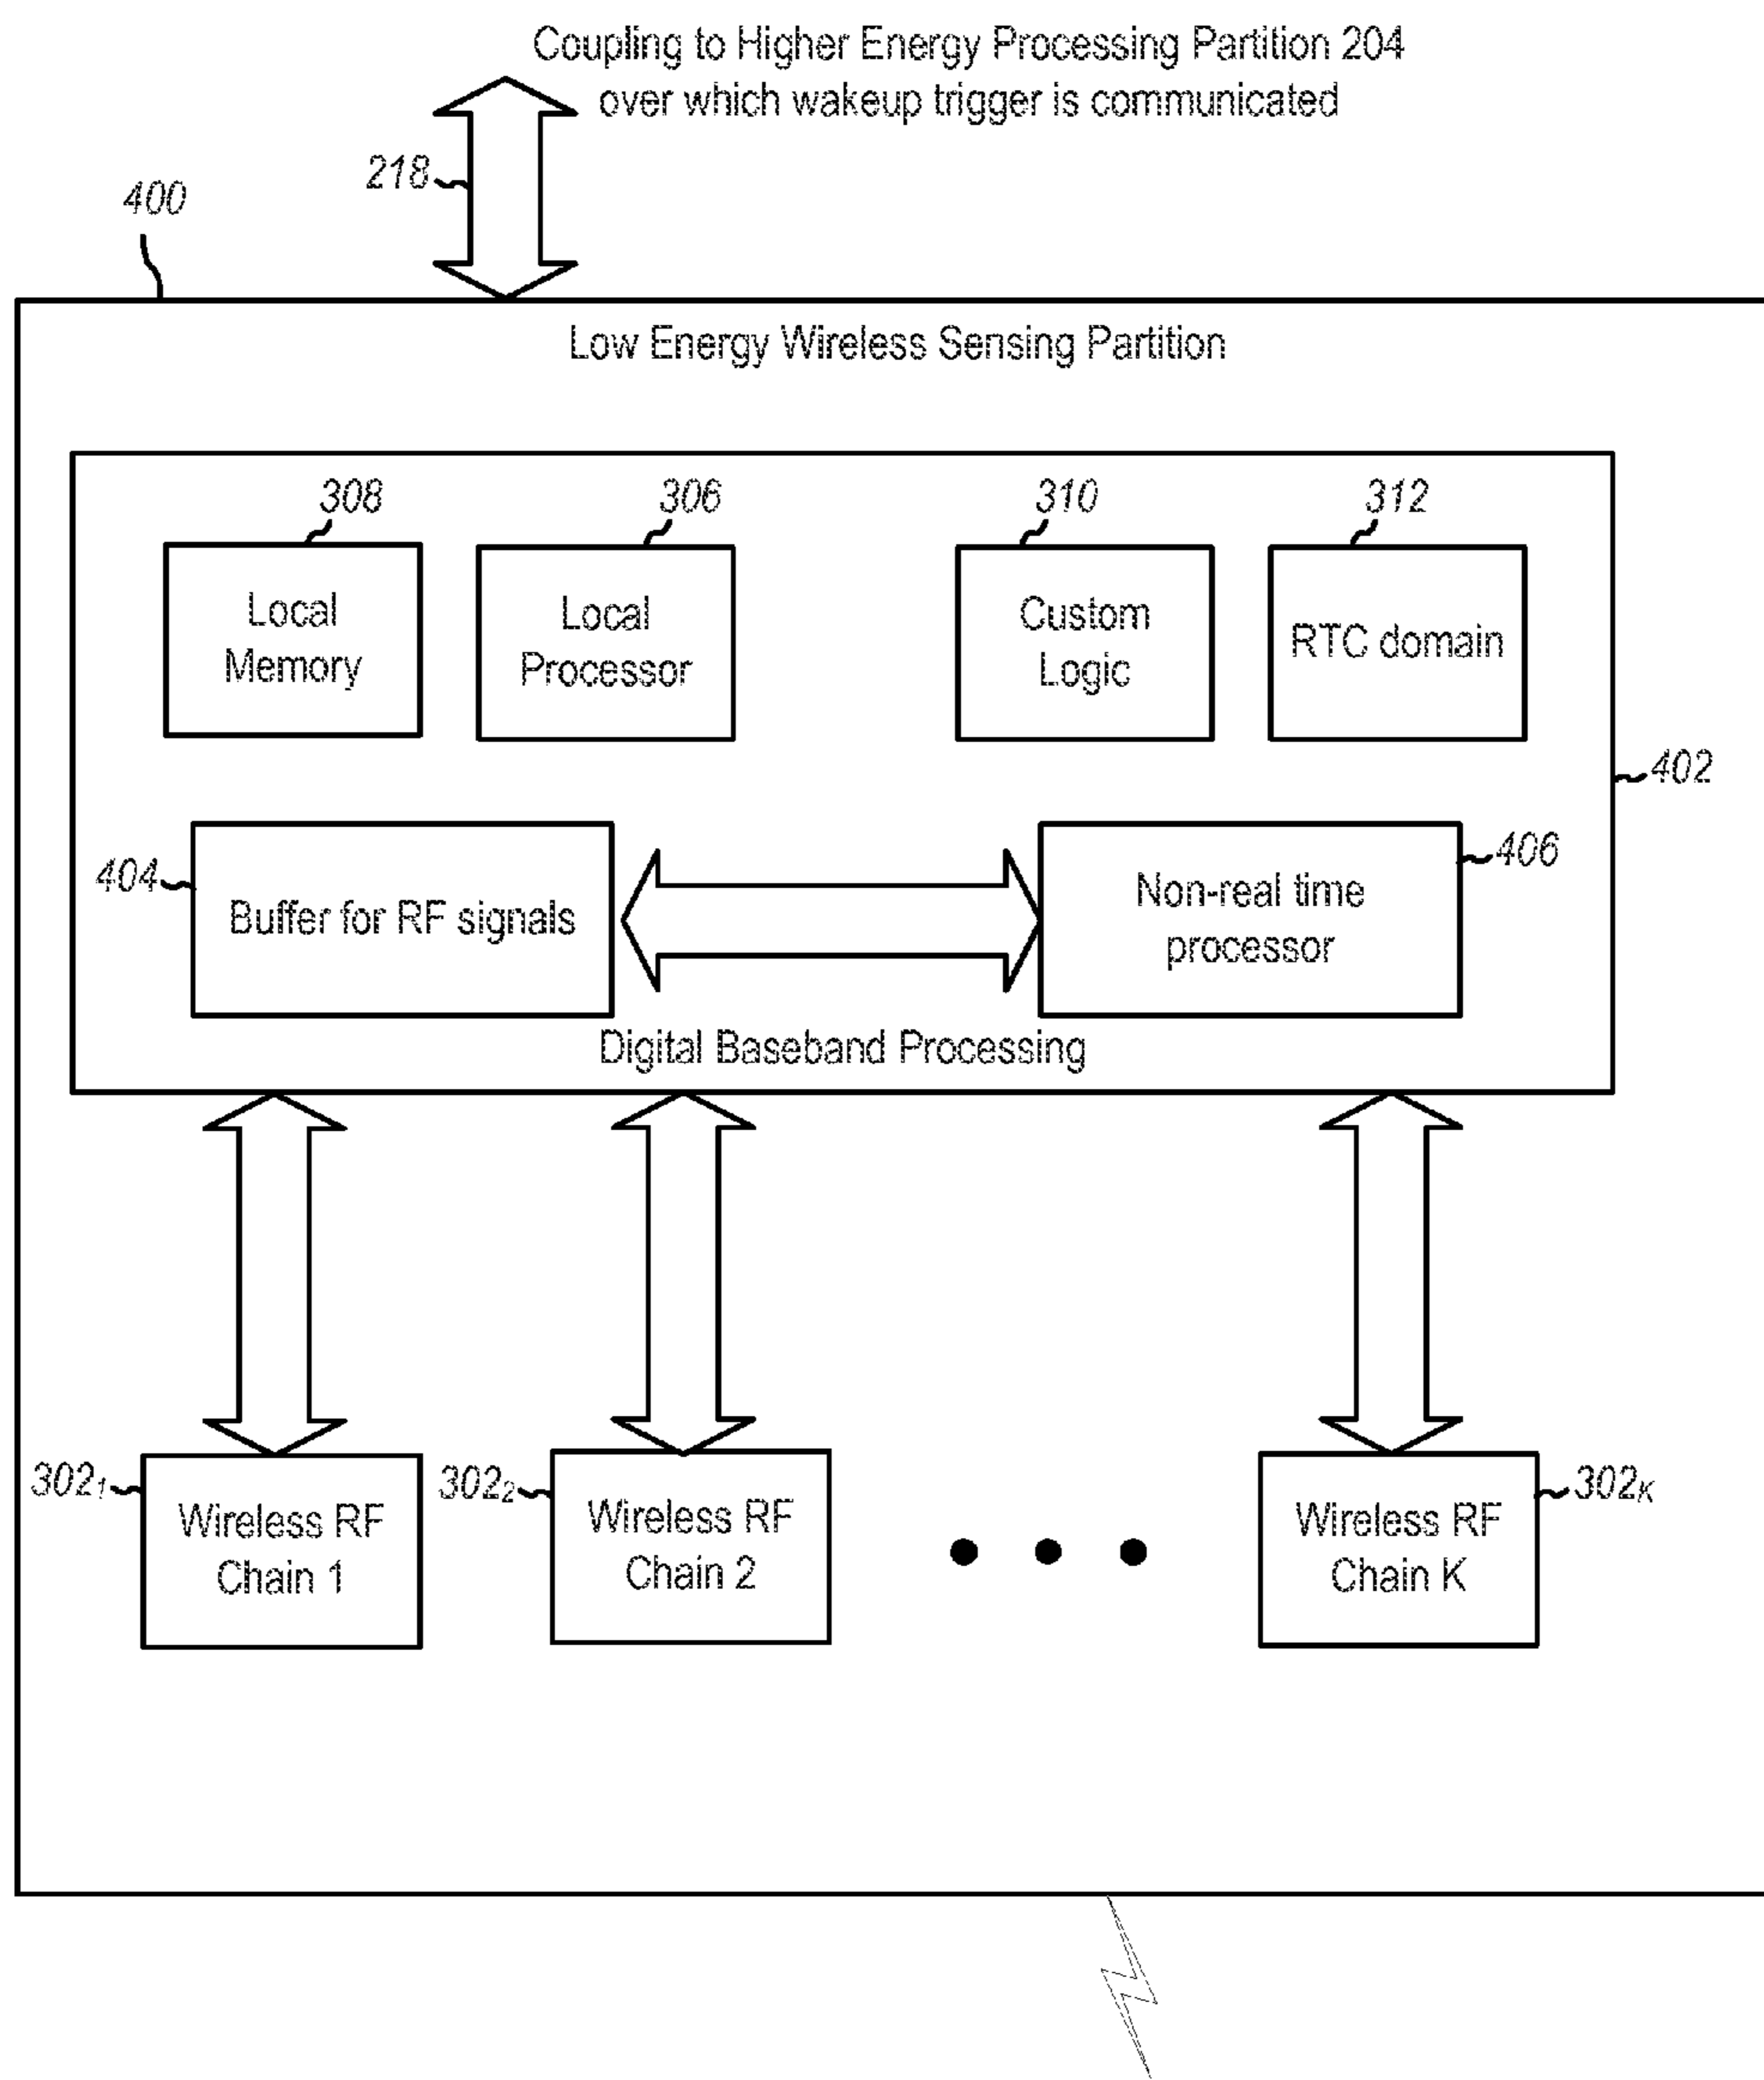 Coupling to Higher Energy Processing Partition 204
over which wakeup trigger is communicated
218
400
Low Energy Wireless Sensing Partition
308
306
310
312
Local
Memory
Local
Processor
Custom
Logic
RTC domain
402
404
406
Buffer for RF signals
Non-real time
processor
Digital Baseband Processing
302₁
Wireless RF
Chain 1
302₂
Wireless RF
Chain 2
302K
Wireless RF
Chain K